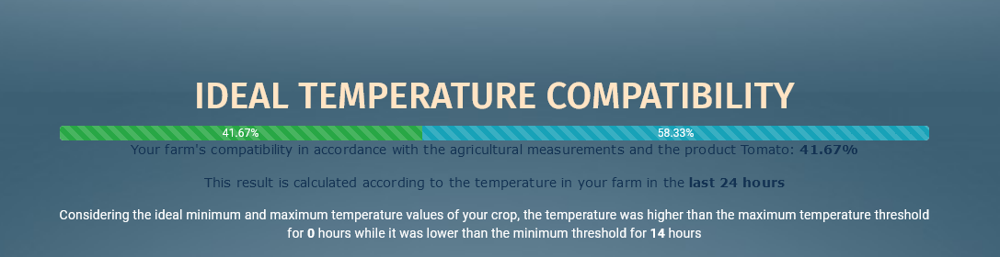 IDEAL TEMPERATURE COMPATIBILITY
41.67% 58.33%
Your farm's compatibility in accordance with the agricultural measurements and the product Tomato: 41.67%
This result is calculated according to the temperature in your farm in the last 24 hours
Considering the ideal minimum and maximum temperature values of your crop, the temperature was higher than the maximum temperature threshold
for 0 hours while it was lower than the minimum threshold for 14 hours